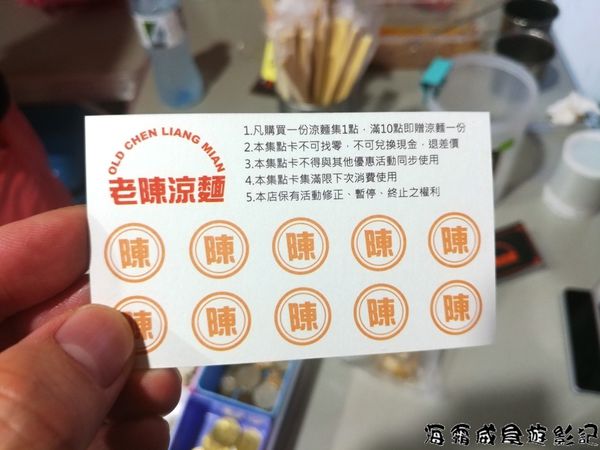 OLD CHEN LIANG MIAN
老陳涼麵
1.凡購買一份涼麵集1點，滿10點即贈涼麵一份
2.本集點卡不可找零，不可兌換現金，退差價
3.本集點卡不得與其他優惠活動同步使用
4.本集點卡集滿限下次消費使用
5.本店保有活動修正、暫停、終止之權利
陳 陳 陳 陳 陳
陳 陳 陳 陳 陳
海爾威食遊影記